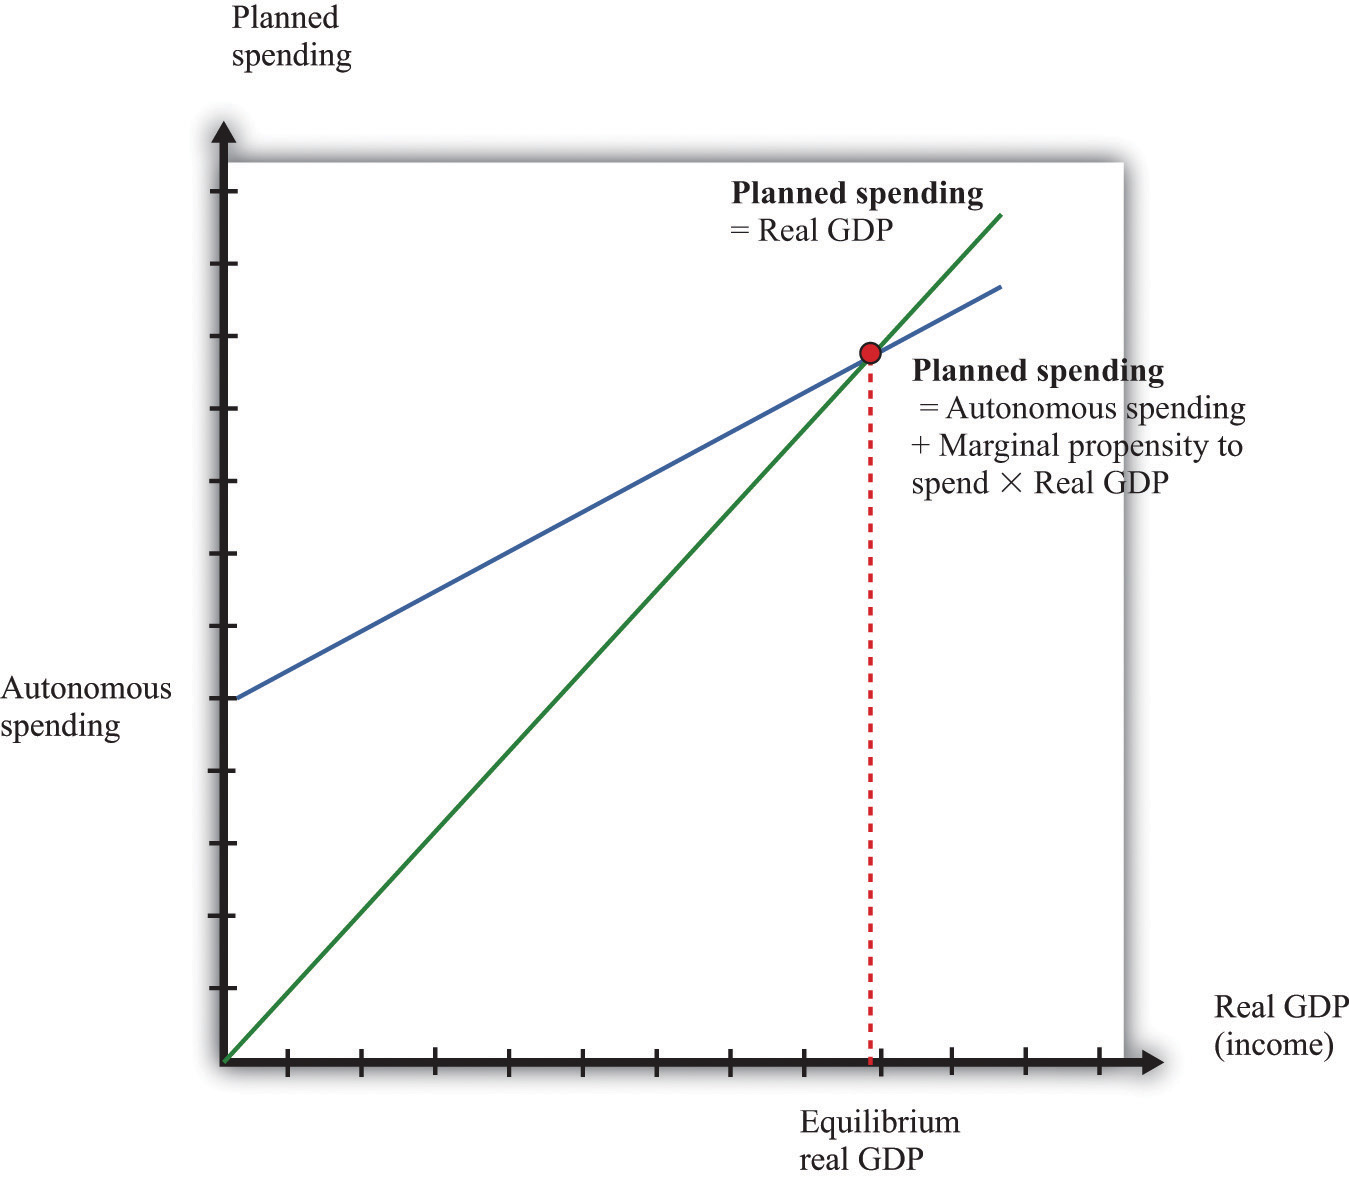 Planned
spending
Planned spending
= Real GDP
Planned spending
= Autonomous spending
+ Marginal propensity to
spend × Real GDP
Autonomous
spending
Real GDP
(income)
Equilibrium
real GDP